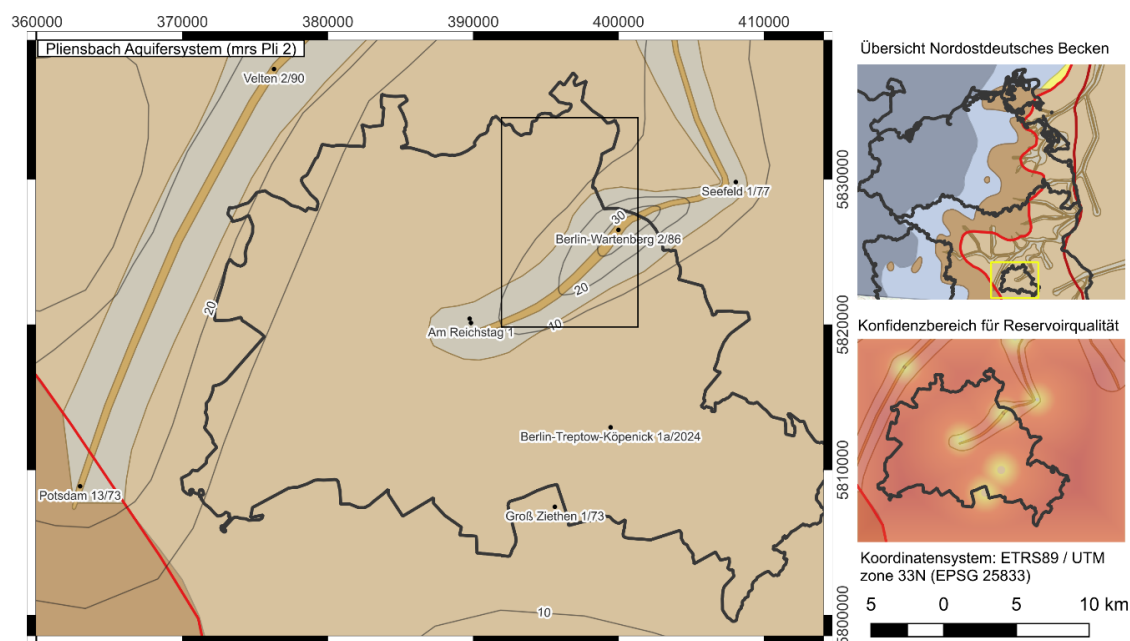 360000
370000
380000
390000
400000
410000
Pliensbach Aquifersystem (mrs Pli 2)
Velten 2/90
Seefeld 1/77
30
Berlin-Wartenberg 2/86
20
20
10
Am Reichstag 1
Berlin-Treptow-Köpenick 1a/2024
Potsdam 13/73
Groß Ziethen 1/73
10
5830000
5820000
5810000
5800000
Übersicht Nordostdeutsches Becken
Konfidenzbereich für Reservoirqualität
Koordinatensystem: ETRS89 / UTM
zone 33N (EPSG 25833)
5 0 5 10 km